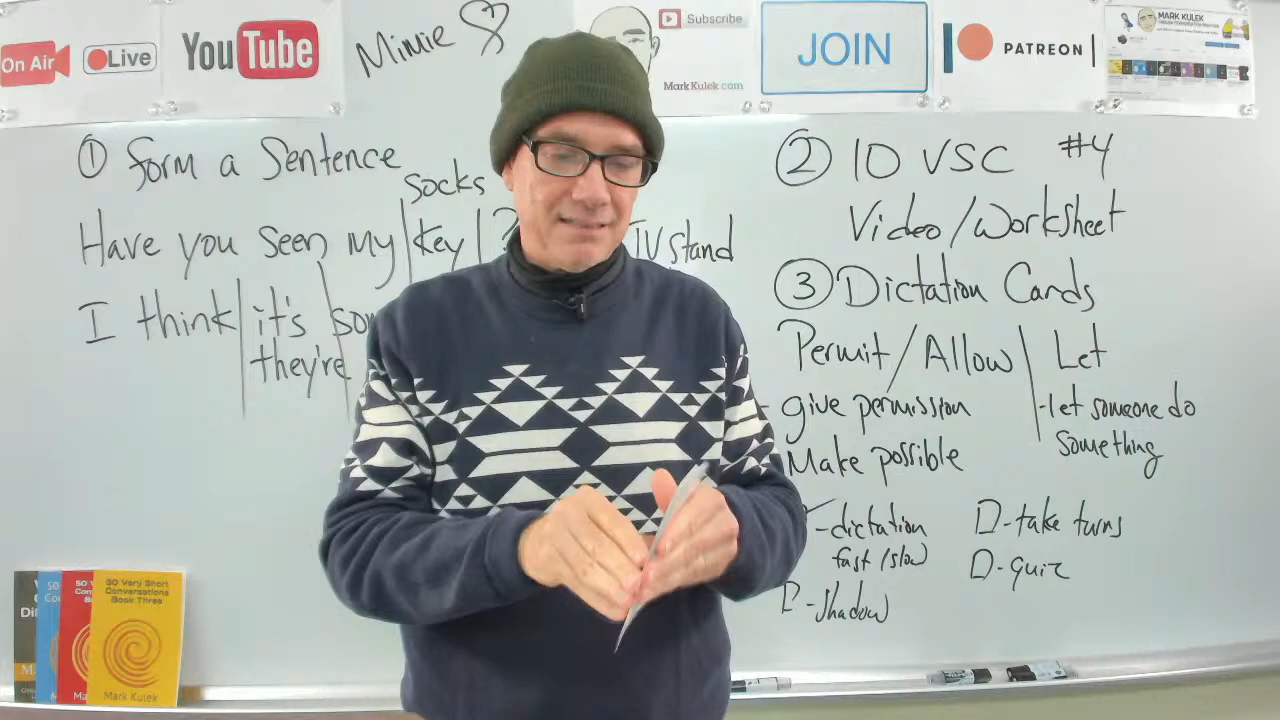 On Air
Live
YouTube
Mimie
Subscribe
MarkKulek.com
JOIN
PATREON
MARK KULEK
① Form a Sentence
socks
Have you seen my | key | ? TV stand
I think | it's
they're
② 10 VSC #4
Video/Worksheet
③ Dictation Cards
Permit/Allow | Let
- give permission
Make possible
- let someone do
something
-dictation
fast/slow
-shadow
-take turns
-quiz
50 Very Short
Conversations
Book Three
Mark Kulek